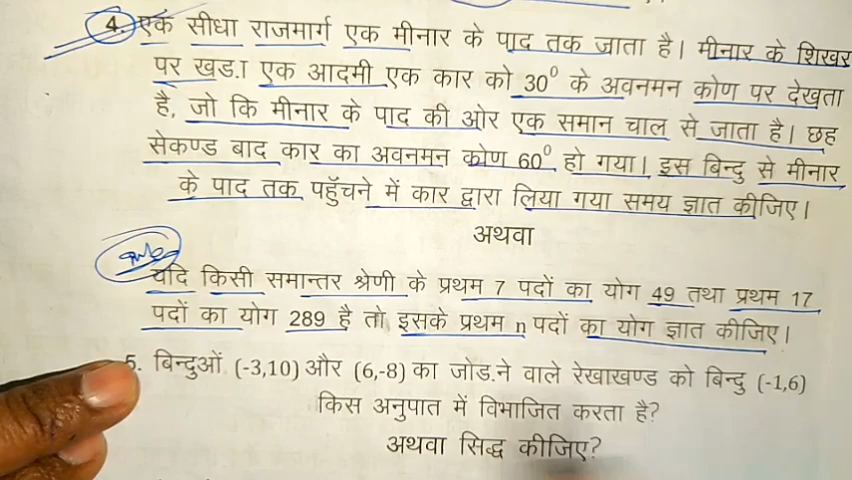 4. एक सीधा राजमार्ग एक मीनार के पाद तक जाता है। मीनार के शिखर
पर खड.ा एक आदमी एक कार को 30⁰ के अवनमन कोण पर देखता
है, जो कि मीनार के पाद की ओर एक समान चाल से जाता है। छह
सेकण्ड बाद कार का अवनमन कोण 60⁰ हो गया। इस बिन्दु से मीनार
के पाद तक पहुँचने में कार द्वारा लिया गया समय ज्ञात कीजिए।
अथवा
यदि किसी समान्तर श्रेणी के प्रथम 7 पदों का योग 49 तथा प्रथम 17
पदों का योग 289 है तो इसके प्रथम n पदों का योग ज्ञात कीजिए।
5. बिन्दुओं (-3,10) और (6,-8) का जोड.ने वाले रेखाखण्ड को बिन्दु (-1,6)
किस अनुपात में विभाजित करता है?
अथवा सिद्ध कीजिए?